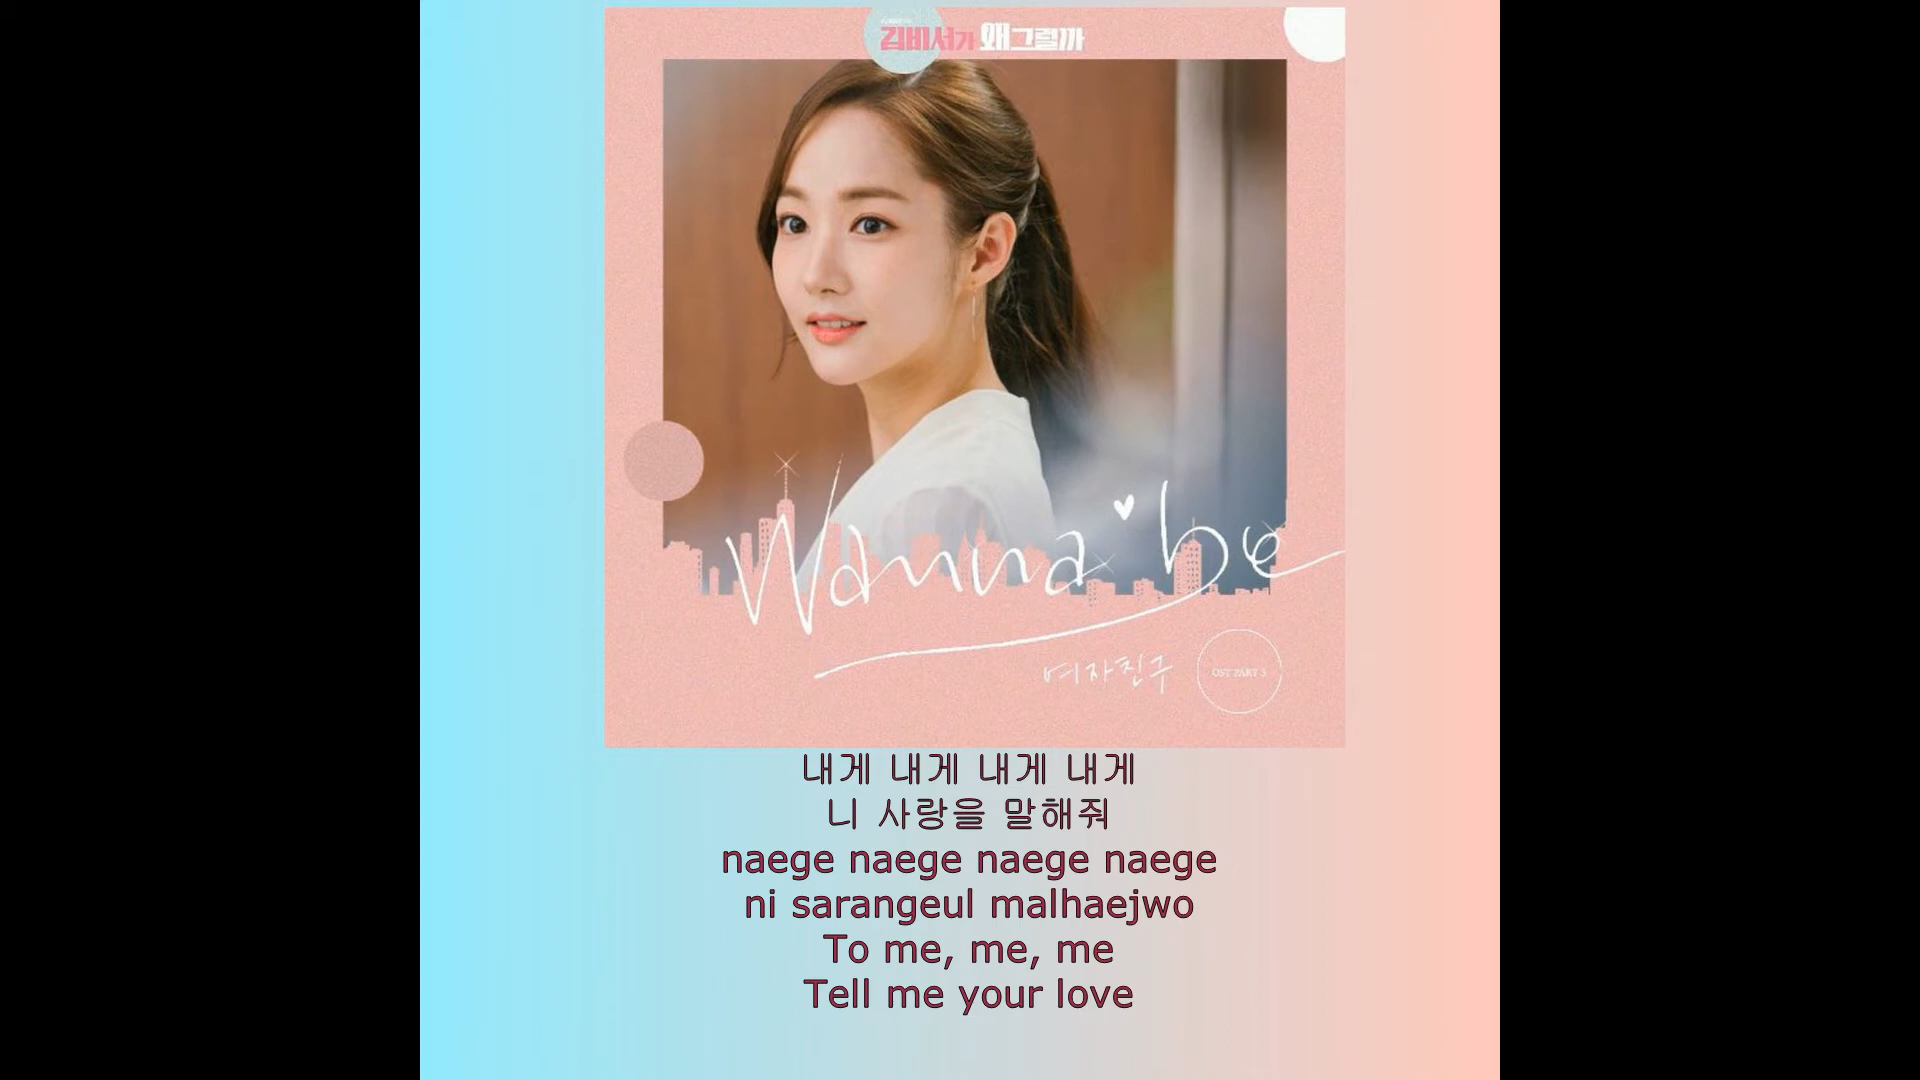 김비서가 왜그럴까
Wanna be
여자친구
OST PART 3
내게 내게 내게 내게
니 사랑을 말해줘
naege naege naege naege
ni sarangeul malhaejwo
To me, me, me
Tell me your love